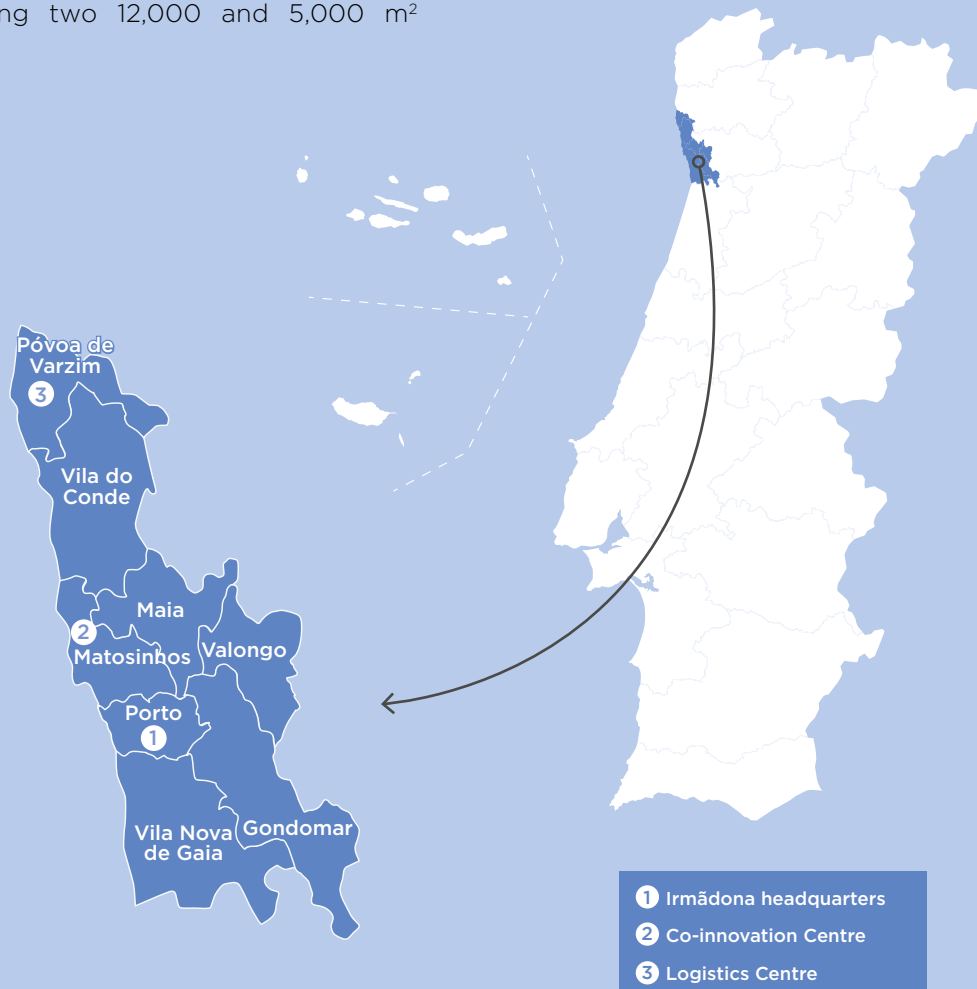 two 12,000 and 5,000 m²
Póvoa de
Varzim
3
Vila do
Conde
Maia
2
Matosinhos
Valongo
Porto
1
Gondomar
Vila Nova
de Gaia
1 Irmãdona headquarters
2 Co-innovation Centre
3 Logistics Centre